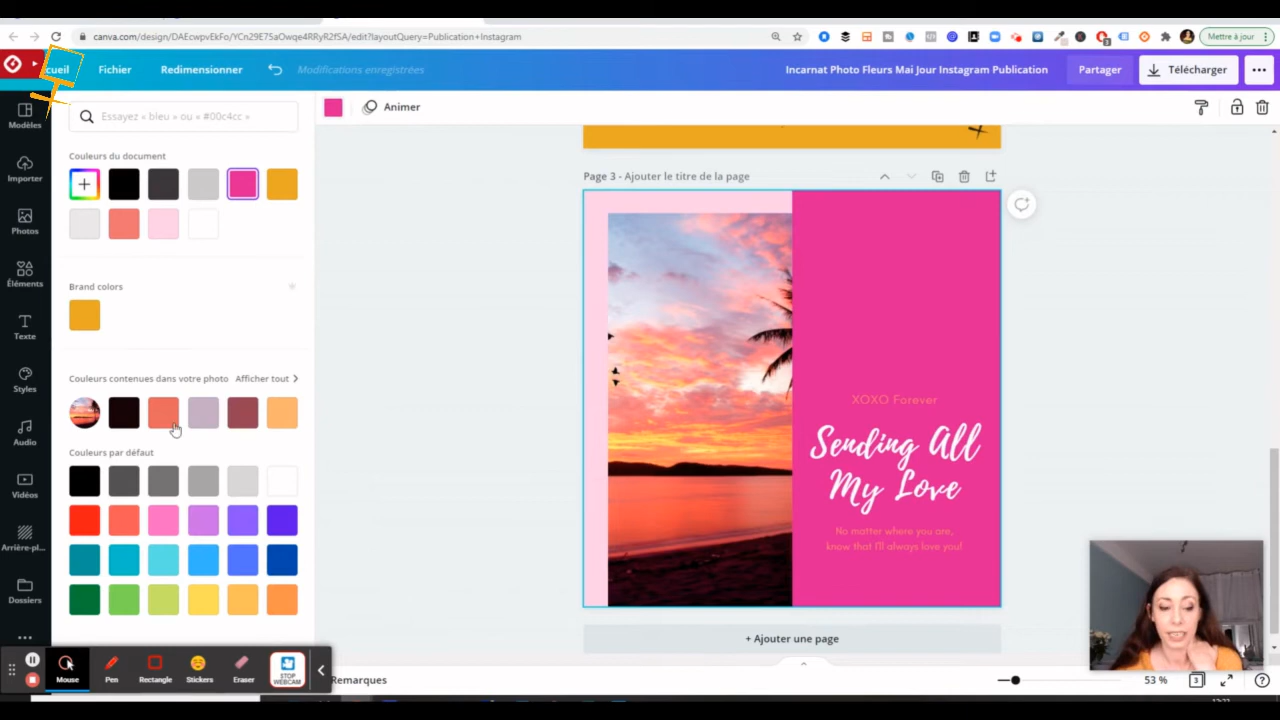 canva.com/design/DAEcwpvEkFo/YCn29E75aOwqe4RRyR2fSA/edit?layoutQuery=Publication+Instagram
Mettre à jour
cueil
Fichier
Redimensionner
Modifications enregistrées
Incarnat Photo Fleurs Mai Jour Instagram Publication
Partager
Télécharger
Modèles
Importer
Photos
Éléments
Texte
Styles
Audio
Vidéos
Arrière-pl...
Dossiers
Essayez « bleu » ou « #00c4cc »
Couleurs du document
Brand colors
Couleurs contenues dans votre photo
Afficher tout
Couleurs par défaut
Animer
Page 3 - Ajouter le titre de la page
XOXO Forever
Sending All
My Love
No matter where you are,
know that I'll always love you!
+ Ajouter une page
Mouse
Pen
Rectangle
Stickers
Eraser
STOP
WEBCAM
Remarques
53 %
3